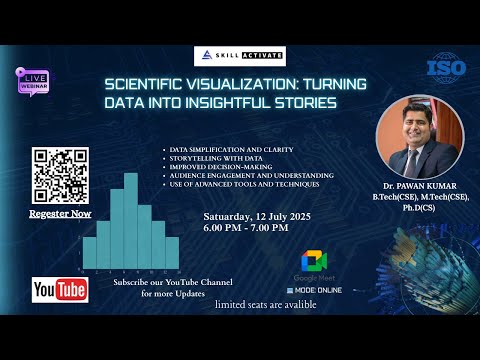 SKILL ACTIVATE
LIVE
WEBINAR
ISO
SCIENTIFIC VISUALIZATION: TURNING
DATA INTO INSIGHTFUL STORIES
• DATA SIMPLIFICATION AND CLARITY
• STORYTELLING WITH DATA
• IMPROVED DECISION-MAKING
• AUDIENCE ENGAGEMENT AND UNDERSTANDING
• USE OF ADVANCED TOOLS AND TECHNIQUES
Dr. PAWAN KUMAR
B.Tech(CSE), M.Tech(CSE),
Ph.D(CS)
Regester Now
Satuarday, 12 July 2025
6.00 PM - 7.00 PM
Google Meet
MODE: ONLINE
YouTube
Subscribe our YouTube Channel
for more Updates
limited seats are avalible